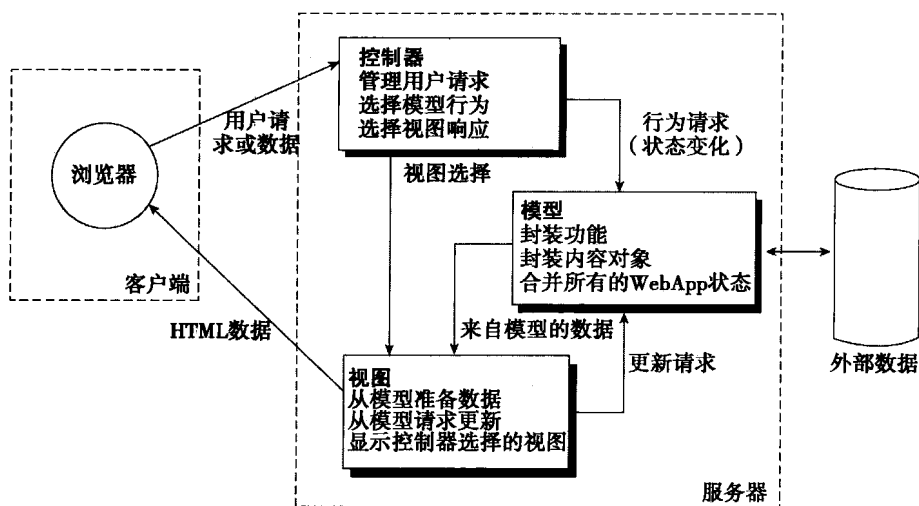 控制器
管理用户请求
选择模型行为
选择视图响应
用户请
求或数据
行为请求
（状态变化）
浏览器
视图选择
模型
封装功能
封装内容对象
合并所有的WebApp状态
客户端
HTML数据
来自模型的数据
更新请求
外部数据
视图
从模型准备数据
从模型请求更新
显示控制器选择的视图
服务器